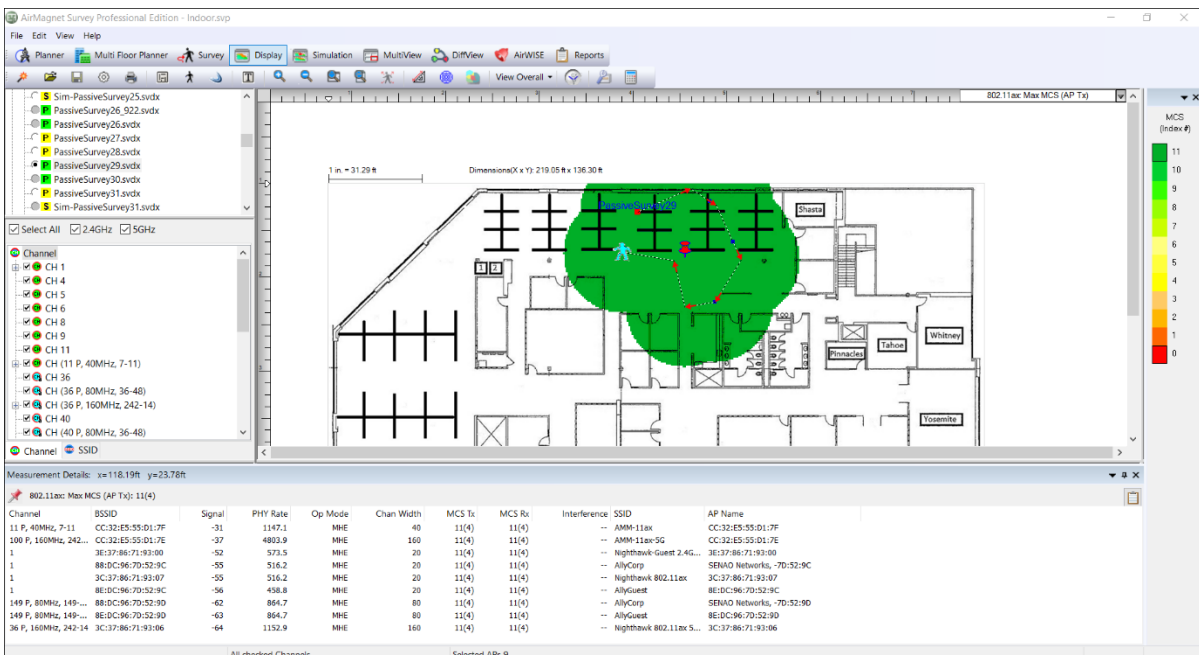 AirMagnet Survey Professional Edition - Indoor.svp
File Edit View Help
Planner Multi Floor Planner Survey Display Simulation MultiView DiffView AirWISE Reports
View Overall
S Sim-PassiveSurvey25.svdx
P PassiveSurvey26_922.svdx
P PassiveSurvey26.svdx
P PassiveSurvey27.svdx
P PassiveSurvey28.svdx
P PassiveSurvey29.svdx
P PassiveSurvey30.svdx
P PassiveSurvey31.svdx
S Sim-PassiveSurvey31.svdx
Select All 2.4GHz 5GHz
Channel
CH 1
CH 4
CH 5
CH 6
CH 8
CH 9
CH 11
CH (11 P, 40MHz, 7-11)
CH 36
CH (36 P, 80MHz, 36-48)
CH (36 P, 160MHz, 242-14)
CH 40
CH (40 P, 80MHz, 36-48)
Channel SSID
802.11ax: Max MCS (AP Tx)
1 in. = 31.29 ft Dimensions(X x Y): 219.05 ft x 136.30 ft
PassiveSurvey29
Shasta
1 2
Whitney
Tahoe
Pinnacles
Yosemite
MCS
(Index #)
11
10
9
8
7
6
5
4
3
2
1
0
Measurement Details: x=118.19ft y=23.78ft
802.11ax: Max MCS (AP Tx): 11(4)
Channel BSSID Signal PHY Rate Op Mode Chan Width MCS Tx MCS Rx Interference SSID AP Name
11 P, 40MHz, 7-11 CC:32:E5:55:D1:7F -31 1147.1 MHE 40 11(4) 11(4) -- AMM-11ax CC:32:E5:55:D1:7F
100 P, 160MHz, 242... CC:32:E5:55:D1:7E -37 4803.9 MHE 160 11(4) 11(4) -- AMM-11ax-5G CC:32:E5:55:D1:7E
1 3E:37:86:71:93:00 -52 573.5 MHE 20 11(4) 11(4) -- Nighthawk-Guest 2.4G... 3E:37:86:71:93:00
1 88:DC:96:7D:52:9C -55 516.2 MHE 20 11(4) 11(4) -- AllyCorp SENAO Networks, -7D:52:9C
1 3C:37:86:71:93:07 -55 516.2 MHE 20 11(4) 11(4) -- Nighthawk 802.11ax 3C:37:86:71:93:07
1 8E:DC:96:7D:52:9C -56 458.8 MHE 20 11(4) 11(4) -- AllyGuest 8E:DC:96:7D:52:9C
149 P, 80MHz, 149-... 88:DC:96:7D:52:9D -62 864.7 MHE 80 11(4) 11(4) -- AllyCorp SENAO Networks, -7D:52:9D
149 P, 80MHz, 149-... 8E:DC:96:7D:52:9D -63 864.7 MHE 80 11(4) 11(4) -- AllyGuest 8E:DC:96:7D:52:9D
36 P, 160MHz, 242-14 3C:37:86:71:93:06 -64 1152.9 MHE 160 11(4) 11(4) -- Nighthawk 802.11ax 5... 3C:37:86:71:93:06
All checked Channels Selected APs 9